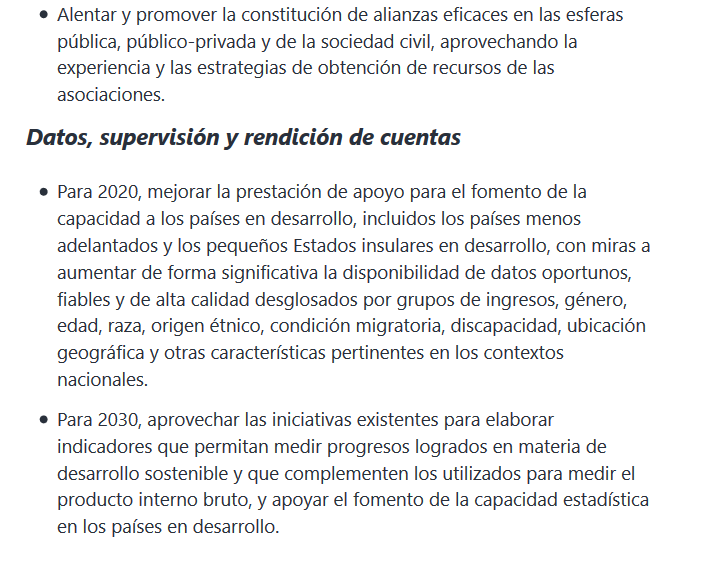 • Alentar y promover la constitución de alianzas eficaces en las esferas
pública, público-privada y de la sociedad civil, aprovechando la
experiencia y las estrategias de obtención de recursos de las
asociaciones.
Datos, supervisión y rendición de cuentas
• Para 2020, mejorar la prestación de apoyo para el fomento de la
capacidad a los países en desarrollo, incluidos los países menos
adelantados y los pequeños Estados insulares en desarrollo, con miras a
aumentar de forma significativa la disponibilidad de datos oportunos,
fiables y de alta calidad desglosados por grupos de ingresos, género,
edad, raza, origen étnico, condición migratoria, discapacidad, ubicación
geográfica y otras características pertinentes en los contextos
nacionales.
• Para 2030, aprovechar las iniciativas existentes para elaborar
indicadores que permitan medir progresos logrados en materia de
desarrollo sostenible y que complementen los utilizados para medir el
producto interno bruto, y apoyar el fomento de la capacidad estadística
en los países en desarrollo.